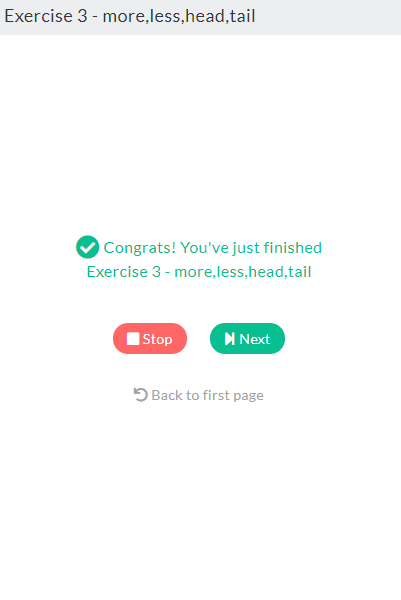 Exercise 3 - more,less,head,tail
Congrats! You've just finished
Exercise 3 - more,less,head,tail
Stop
Next
Back to first page